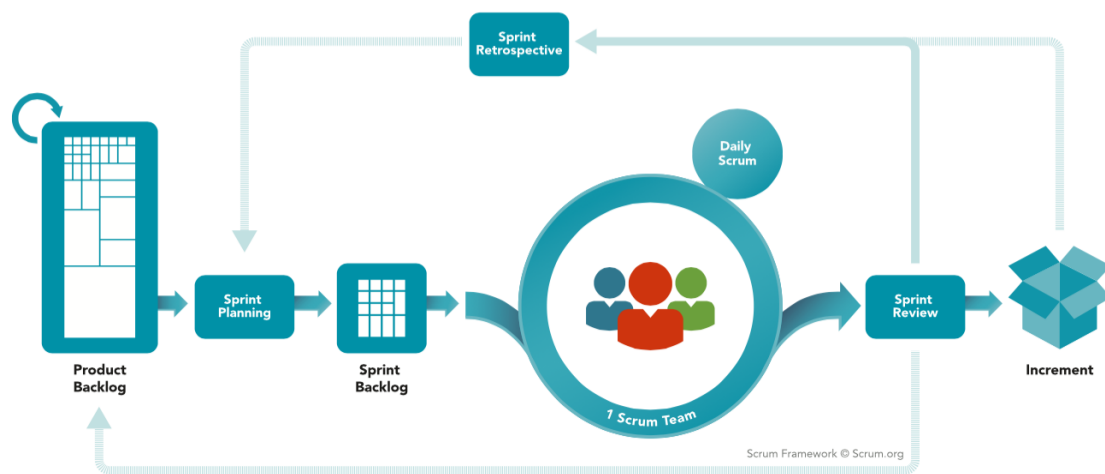 Sprint
Retrospective
Daily
Scrum
Sprint
Planning
Sprint
Review
Product
Backlog
Sprint
Backlog
Increment
1 Scrum Team
Scrum Framework © Scrum.org